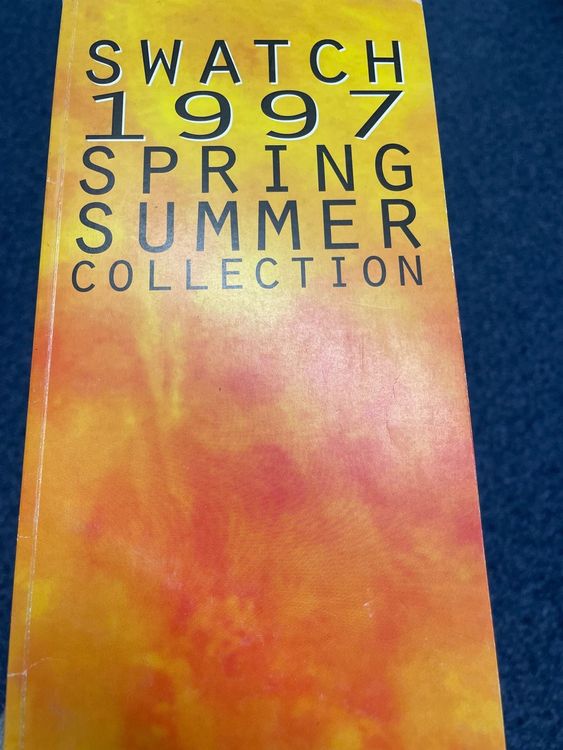 SWATCH
1997
SPRING
SUMMER
COLLECTION